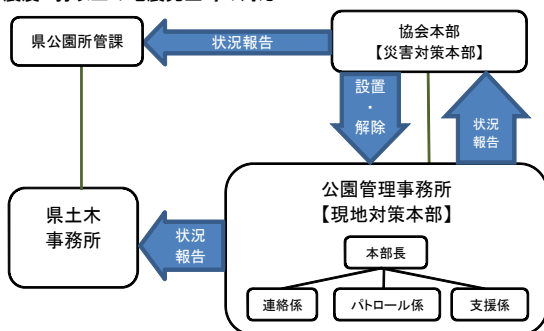 県公園所管課
状況報告
協会本部
【災害対策本部】
設置
・
解除
状況
報告
公園管理事務所
【現地対策本部】
県土木
事務所
状況
報告
本部長
連絡係
パトロール係
支援係